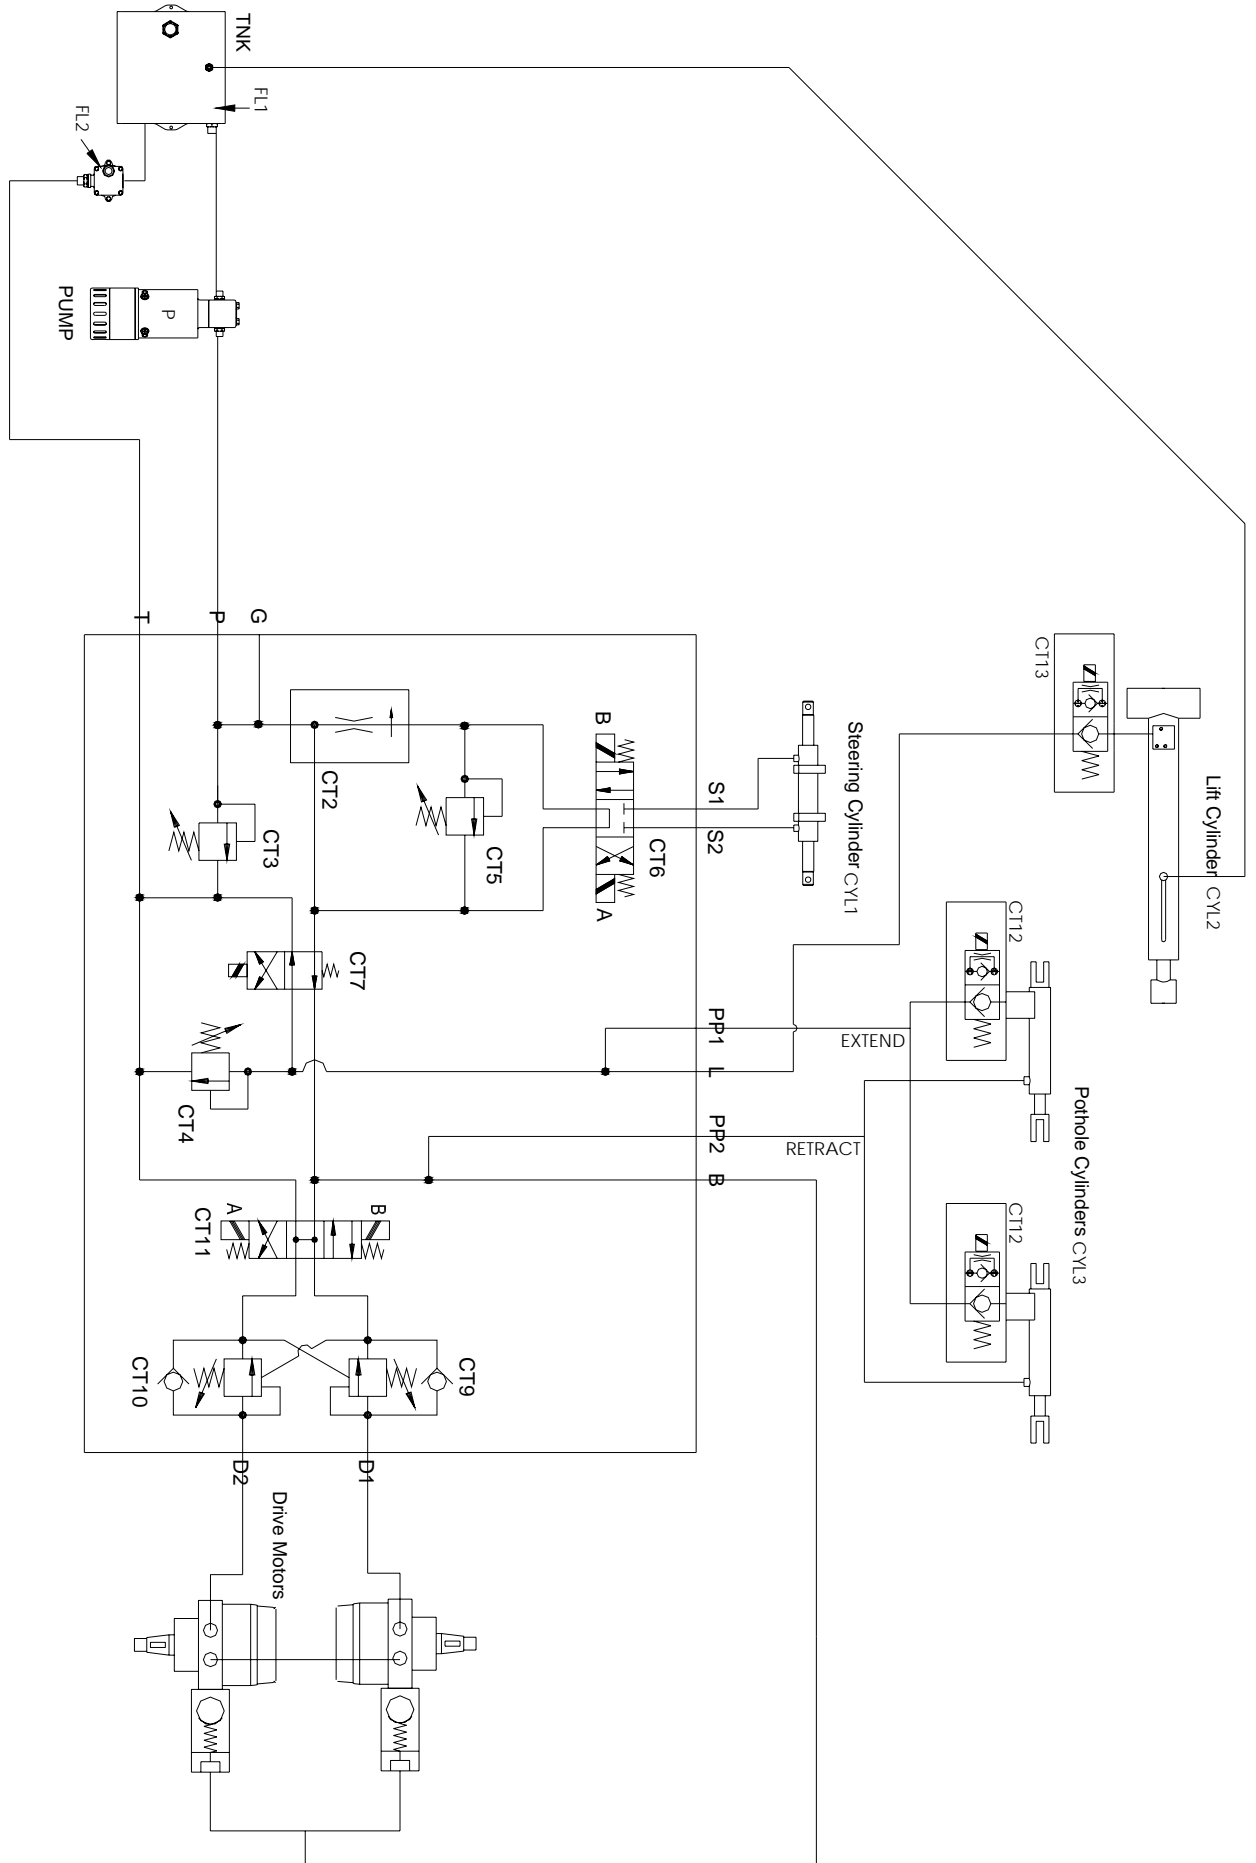 TNK
FL1
FL2
PUMP
P
T
P
G
CT2
CT3
CT5
B
A
CT6
S1
S2
Steering Cylinder CYL1
CT13
Lift Cylinder CYL2
CT12
CT7
CT4
PP1
EXTEND
L
PP2
RETRACT
B
Pothole Cylinders CYL3
CT12
A
B
CT11
CT10
CT9
D2
D1
Drive Motors